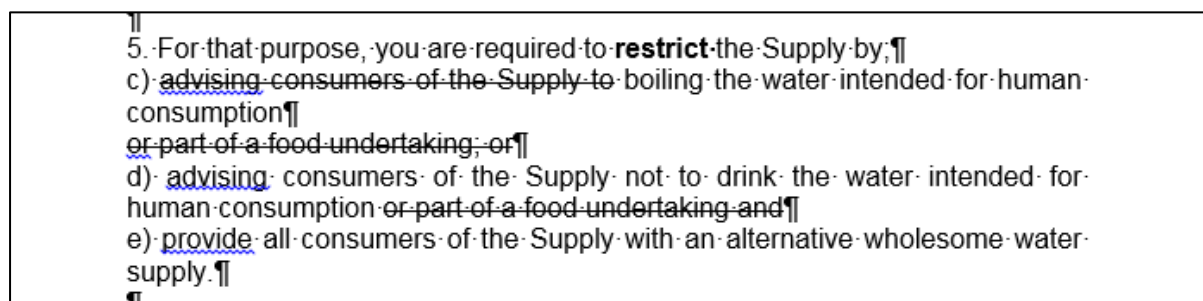 5. For that purpose, you are required to restrict the Supply by;¶
c) advising consumers of the Supply to boiling the water intended for human
consumption¶
or part of a food undertaking; or¶
d) advising consumers of the Supply not to drink the water intended for
human consumption or part of a food undertaking and¶
e) provide all consumers of the Supply with an alternative wholesome water
supply.¶